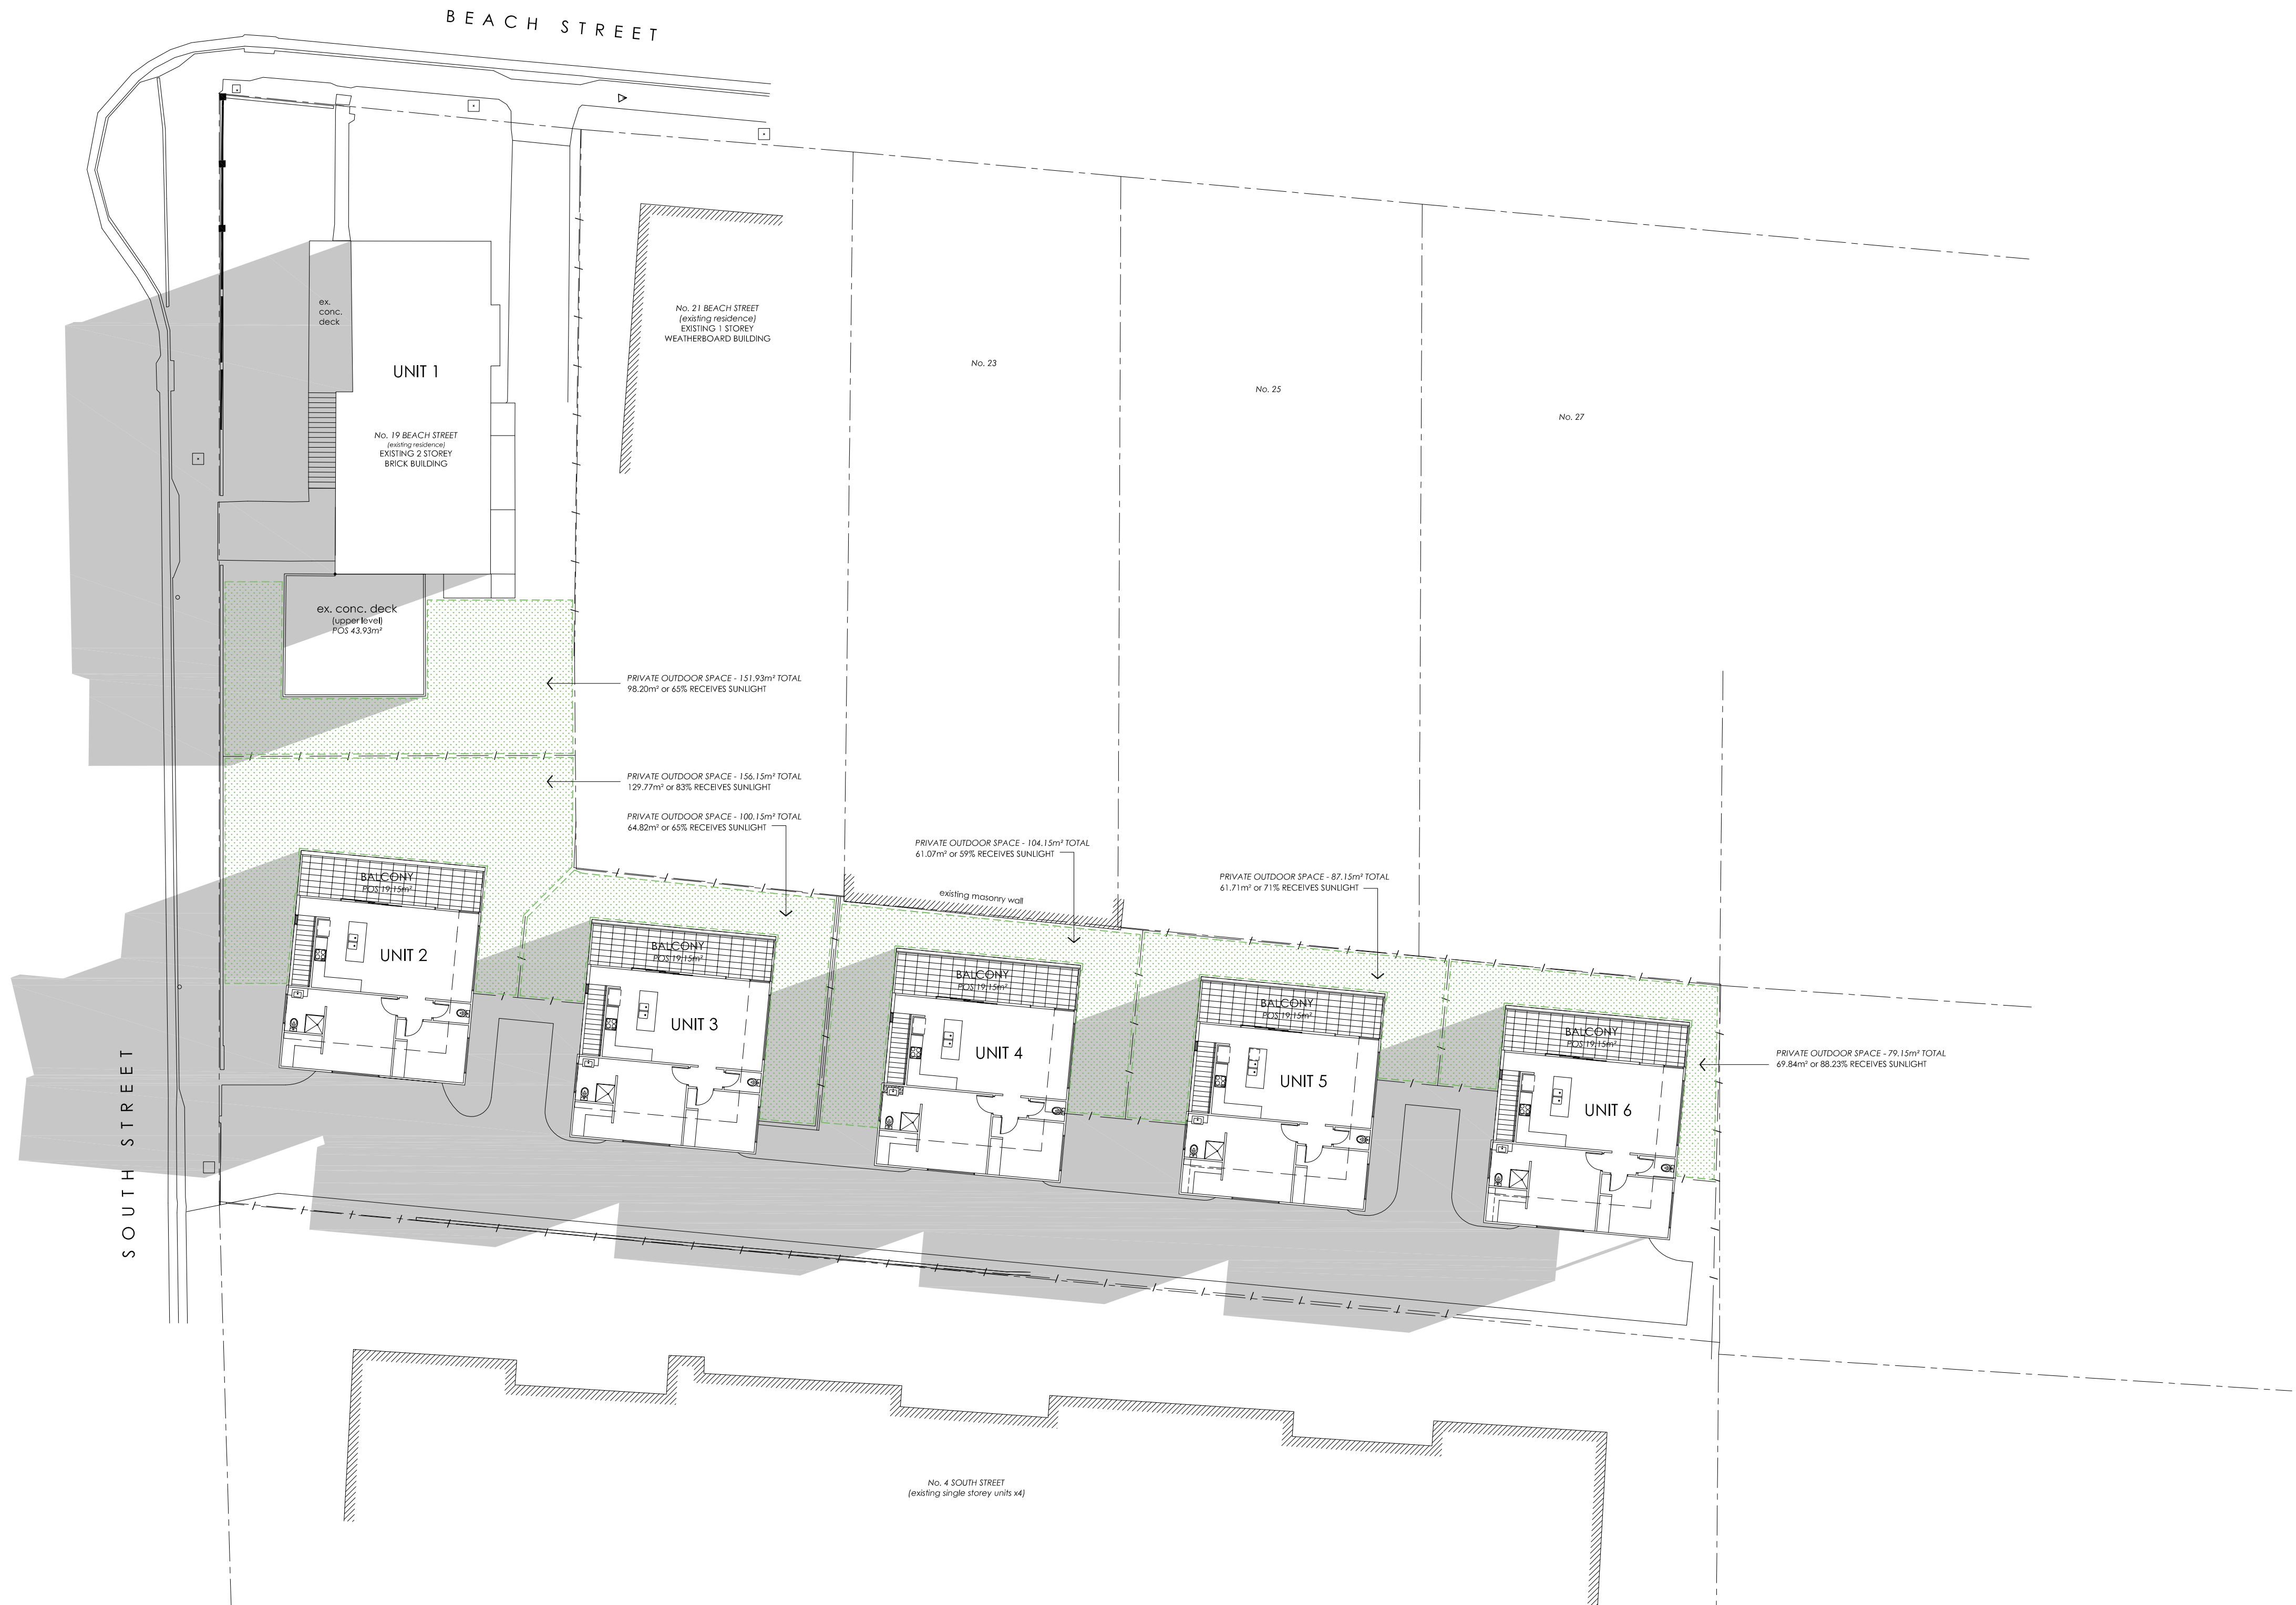 BEACH STREET
ex.
conc.
deck
UNIT 1
No. 19 BEACH STREET
(existing residence)
EXISTING 2 STOREY
BRICK BUILDING
No. 21 BEACH STREET
(existing residence)
EXISTING 1 STOREY
WEATHERBOARD BUILDING
No. 23
No. 25
No. 27
ex. conc. deck
(upper level)
POS 43.93m²
PRIVATE OUTDOOR SPACE - 151.93m² TOTAL
98.20m² or 65% RECEIVES SUNLIGHT
PRIVATE OUTDOOR SPACE - 156.15m² TOTAL
129.77m² or 83% RECEIVES SUNLIGHT
PRIVATE OUTDOOR SPACE - 100.15m² TOTAL
64.82m² or 65% RECEIVES SUNLIGHT
PRIVATE OUTDOOR SPACE - 104.15m² TOTAL
61.07m² or 59% RECEIVES SUNLIGHT
existing masonry wall
PRIVATE OUTDOOR SPACE - 87.15m² TOTAL
61.71m² or 71% RECEIVES SUNLIGHT
PRIVATE OUTDOOR SPACE - 79.15m² TOTAL
69.84m² or 88.23% RECEIVES SUNLIGHT
BALCONY
POS 19.15m²
UNIT 2
BALCONY
POS 19.15m²
UNIT 3
BALCONY
POS 19.15m²
UNIT 4
BALCONY
POS 19.15m²
UNIT 5
BALCONY
POS 19.15m²
UNIT 6
SOUTH STREET
No. 4 SOUTH STREET
(existing single storey units x4)